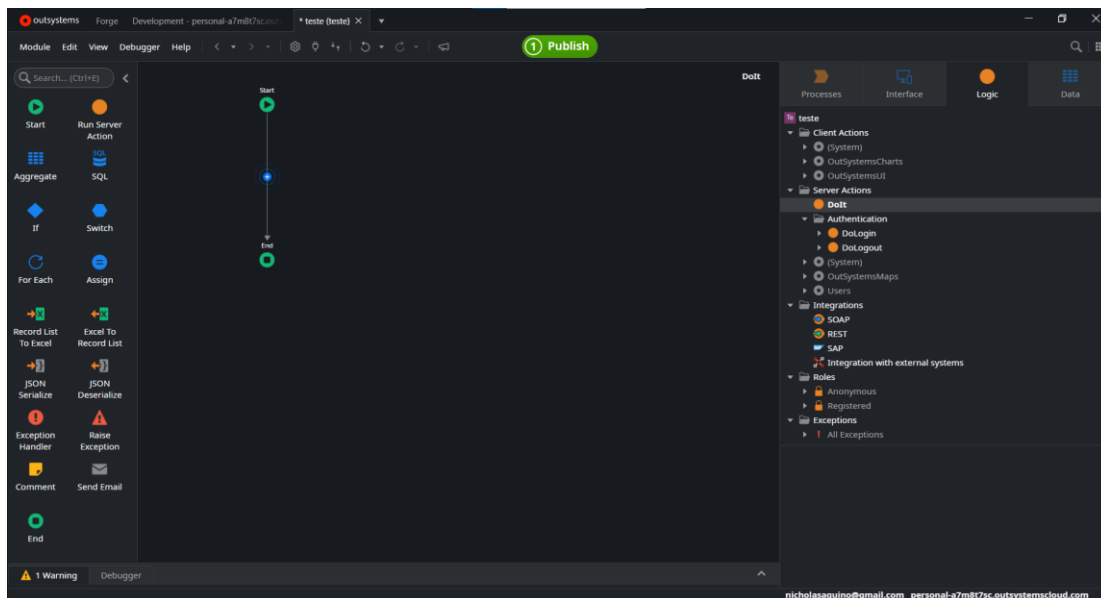 outsystems Forge Development - personal-a7m8t7sc.out * teste (teste)
Module Edit View Debugger Help 1 Publish
Search... (Ctrl+E)
Start Run Server Action
Aggregate SQL SQL
If Switch
For Each Assign
Record List To Excel Excel To Record List
JSON Serialize JSON Deserialize
Exception Handler Raise Exception
Comment Send Email
End
Start
End
DoIt
Processes Interface Logic Data
Te teste
Client Actions
(System)
OutSystemsCharts
OutSystemsUI
Server Actions
DoIt
Authentication
DoLogin
DoLogout
(System)
OutSystemsMaps
Users
Integrations
SOAP
REST
SAP
Integration with external systems
Roles
Anonymous
Registered
Exceptions
All Exceptions
1 Warning Debugger
nicholasaquino@gmail.com personal-a7m8t7sc.outsystemscloud.com